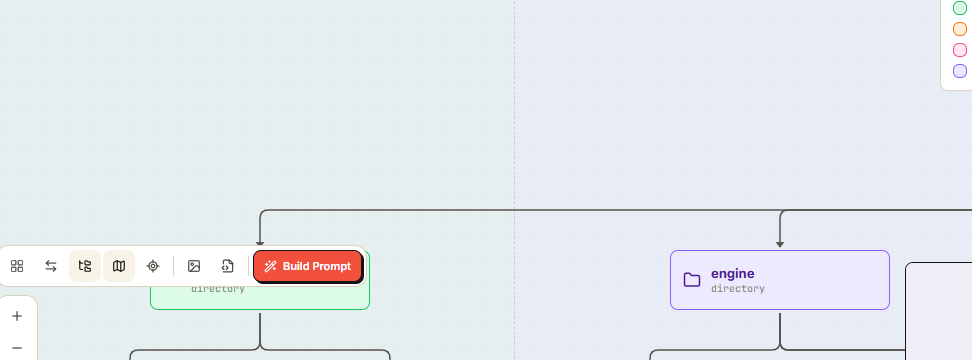 Build Prompt
directory
engine
directory